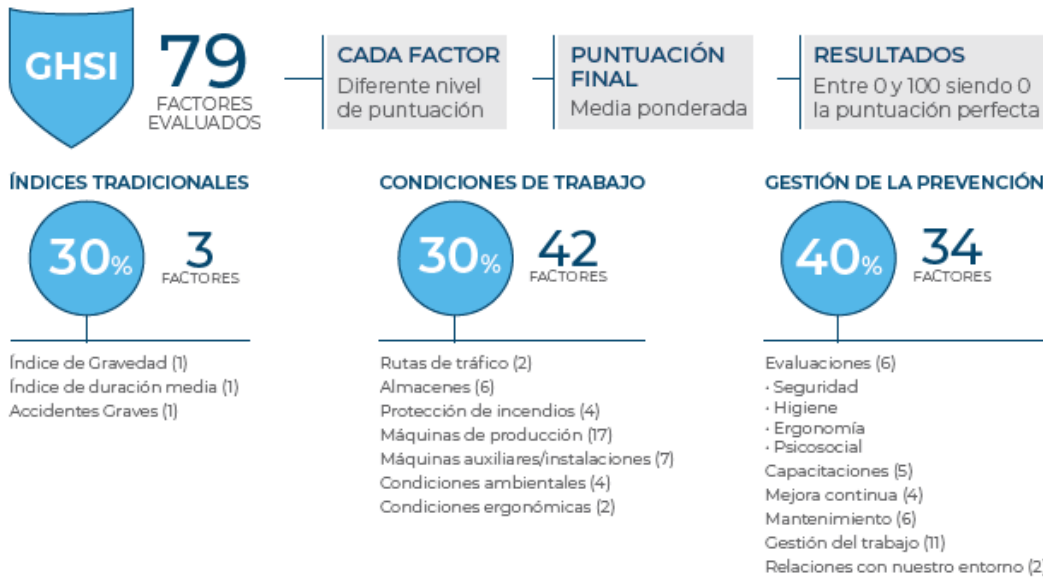 GHSI
79
FACTORES
EVALUADOS
CADA FACTOR
Diferente nivel
de puntuación
PUNTUACIÓN
FINAL
Media ponderada
RESULTADOS
Entre 0 y 100 siendo 0
la puntuación perfecta
ÍNDICES TRADICIONALES
30%
3
FACTORES
Índice de Gravedad (1)
Índice de duración media (1)
Accidentes Graves (1)
CONDICIONES DE TRABAJO
30%
42
FACTORES
Rutas de tráfico (2)
Almacenes (6)
Protección de incendios (4)
Máquinas de producción (17)
Máquinas auxiliares/instalaciones (7)
Condiciones ambientales (4)
Condiciones ergonómicas (2)
GESTIÓN DE LA PREVENCIÓN
40%
34
FACTORES
Evaluaciones (6)
· Seguridad
· Higiene
· Ergonomía
· Psicosocial
Capacitaciones (5)
Mejora continua (4)
Mantenimiento (6)
Gestión del trabajo (11)
Relaciones con nuestro entorno (2)